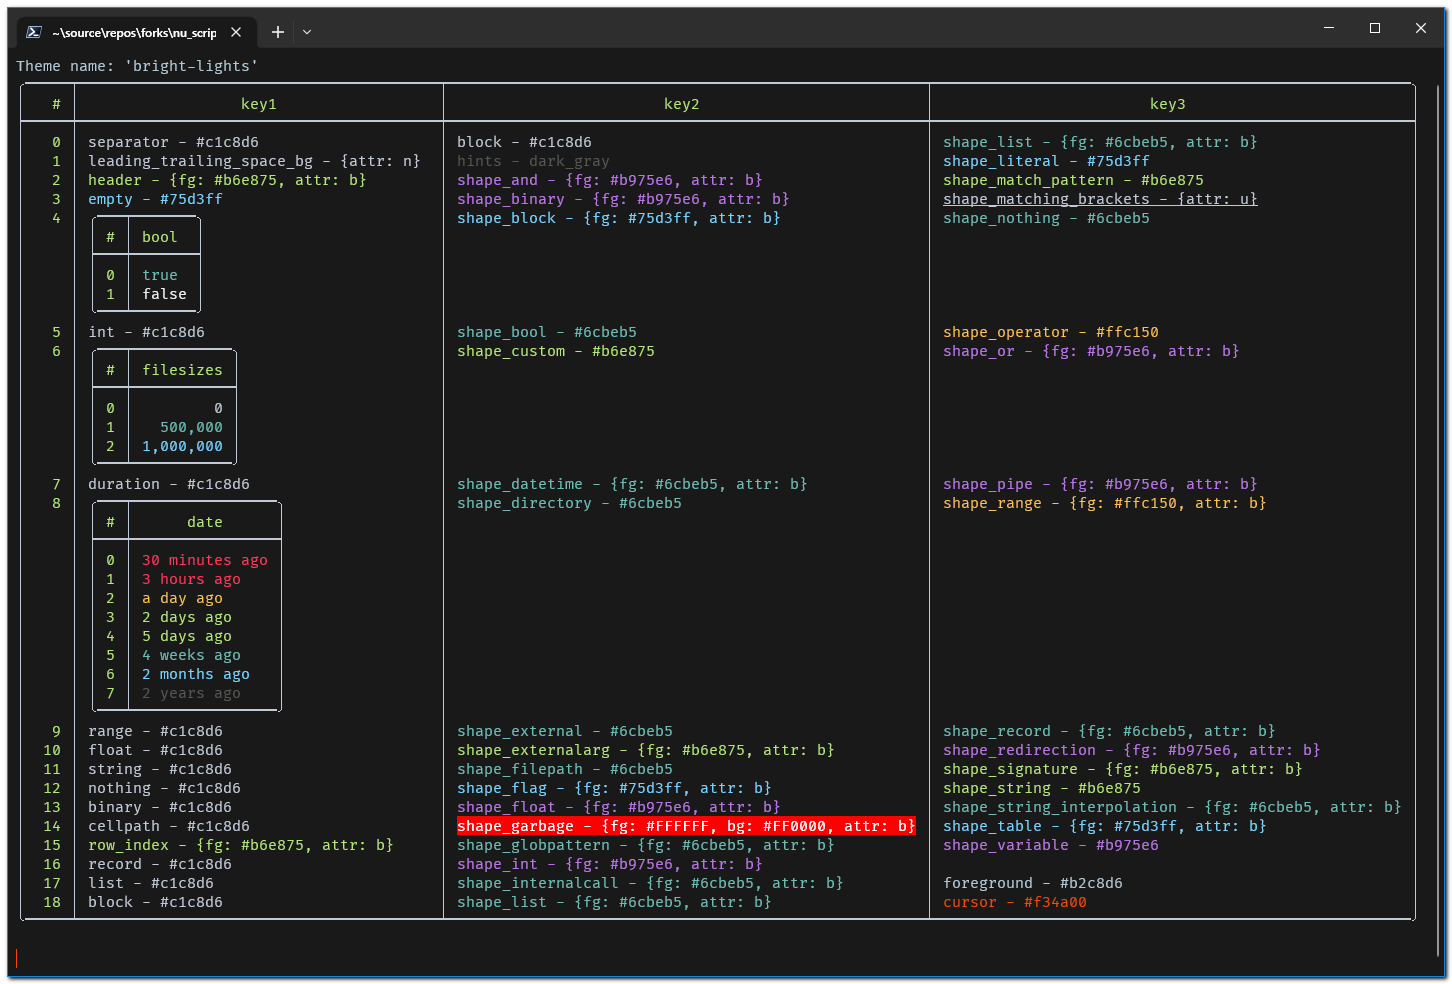 ~\source\repos\forks\nu_scrip
Theme name: 'bright-lights'
# key1 key2 key3
0 separator - #c1c8d6 block - #c1c8d6 shape_list - {fg: #6cbeb5, attr: b}
1 leading_trailing_space_bg - {attr: n} hints - dark_gray shape_literal - #75d3ff
2 header - {fg: #b6e875, attr: b} shape_and - {fg: #b975e6, attr: b} shape_match_pattern - #b6e875
3 empty - #75d3ff shape_binary - {fg: #b975e6, attr: b} shape_matching_brackets - {attr: u}
4 shape_block - {fg: #75d3ff, attr: b} shape_nothing - #6cbeb5
# bool
0 true
1 false
5 int - #c1c8d6 shape_bool - #6cbeb5 shape_operator - #ffc150
6 shape_custom - #b6e875 shape_or - {fg: #b975e6, attr: b}
# filesizes
0 0
1 500,000
2 1,000,000
7 duration - #c1c8d6 shape_datetime - {fg: #6cbeb5, attr: b} shape_pipe - {fg: #b975e6, attr: b}
8 shape_directory - #6cbeb5 shape_range - {fg: #ffc150, attr: b}
# date
0 30 minutes ago
1 3 hours ago
2 a day ago
3 2 days ago
4 5 days ago
5 4 weeks ago
6 2 months ago
7 2 years ago
9 range - #c1c8d6 shape_external - #6cbeb5 shape_record - {fg: #6cbeb5, attr: b}
10 float - #c1c8d6 shape_externalarg - {fg: #b6e875, attr: b} shape_redirection - {fg: #b975e6, attr: b}
11 string - #c1c8d6 shape_filepath - #6cbeb5 shape_signature - {fg: #b6e875, attr: b}
12 nothing - #c1c8d6 shape_flag - {fg: #75d3ff, attr: b} shape_string - #b6e875
13 binary - #c1c8d6 shape_float - {fg: #b975e6, attr: b} shape_string_interpolation - {fg: #6cbeb5, attr: b}
14 cellpath - #c1c8d6 shape_garbage - {fg: #FFFFFF, bg: #FF0000, attr: b} shape_table - {fg: #75d3ff, attr: b}
15 row_index - {fg: #b6e875, attr: b} shape_globpattern - {fg: #6cbeb5, attr: b} shape_variable - #b975e6
16 record - #c1c8d6 shape_int - {fg: #b975e6, attr: b}
17 list - #c1c8d6 shape_internalcall - {fg: #6cbeb5, attr: b} foreground - #b2c8d6
18 block - #c1c8d6 shape_list - {fg: #6cbeb5, attr: b} cursor - #f34a00